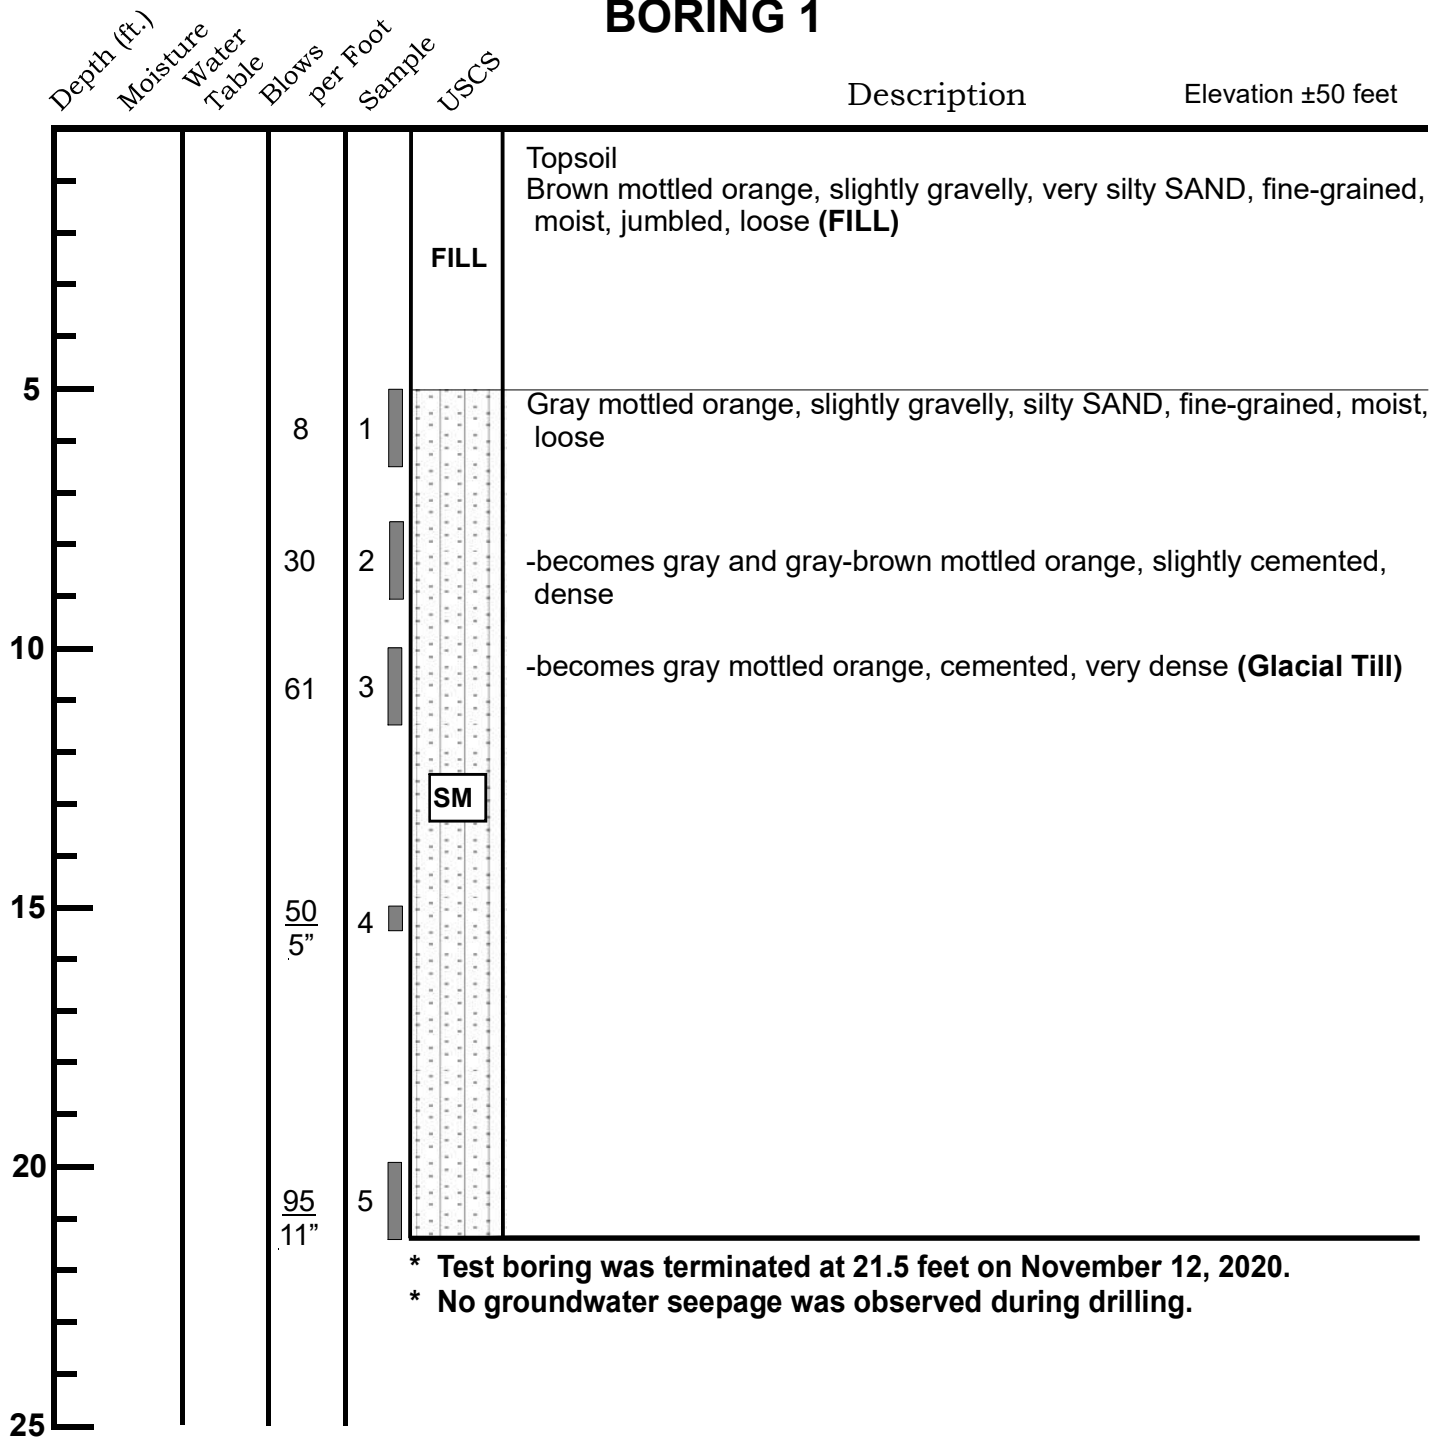 BORING 1
Depth (ft.)
Moisture
Water
Table
Blows
per Foot
Sample
USCS
Description
Elevation ±50 feet
Topsoil
Brown mottled orange, slightly gravelly, very silty SAND, fine-grained,
moist, jumbled, loose (FILL)
FILL
5
Gray mottled orange, slightly gravelly, silty SAND, fine-grained, moist,
loose
8 1
30 2
-becomes gray and gray-brown mottled orange, slightly cemented,
dense
10
-becomes gray mottled orange, cemented, very dense (Glacial Till)
61 3
SM
15
50
5”
4
20
95
11”
5
* Test boring was terminated at 21.5 feet on November 12, 2020.
* No groundwater seepage was observed during drilling.
25